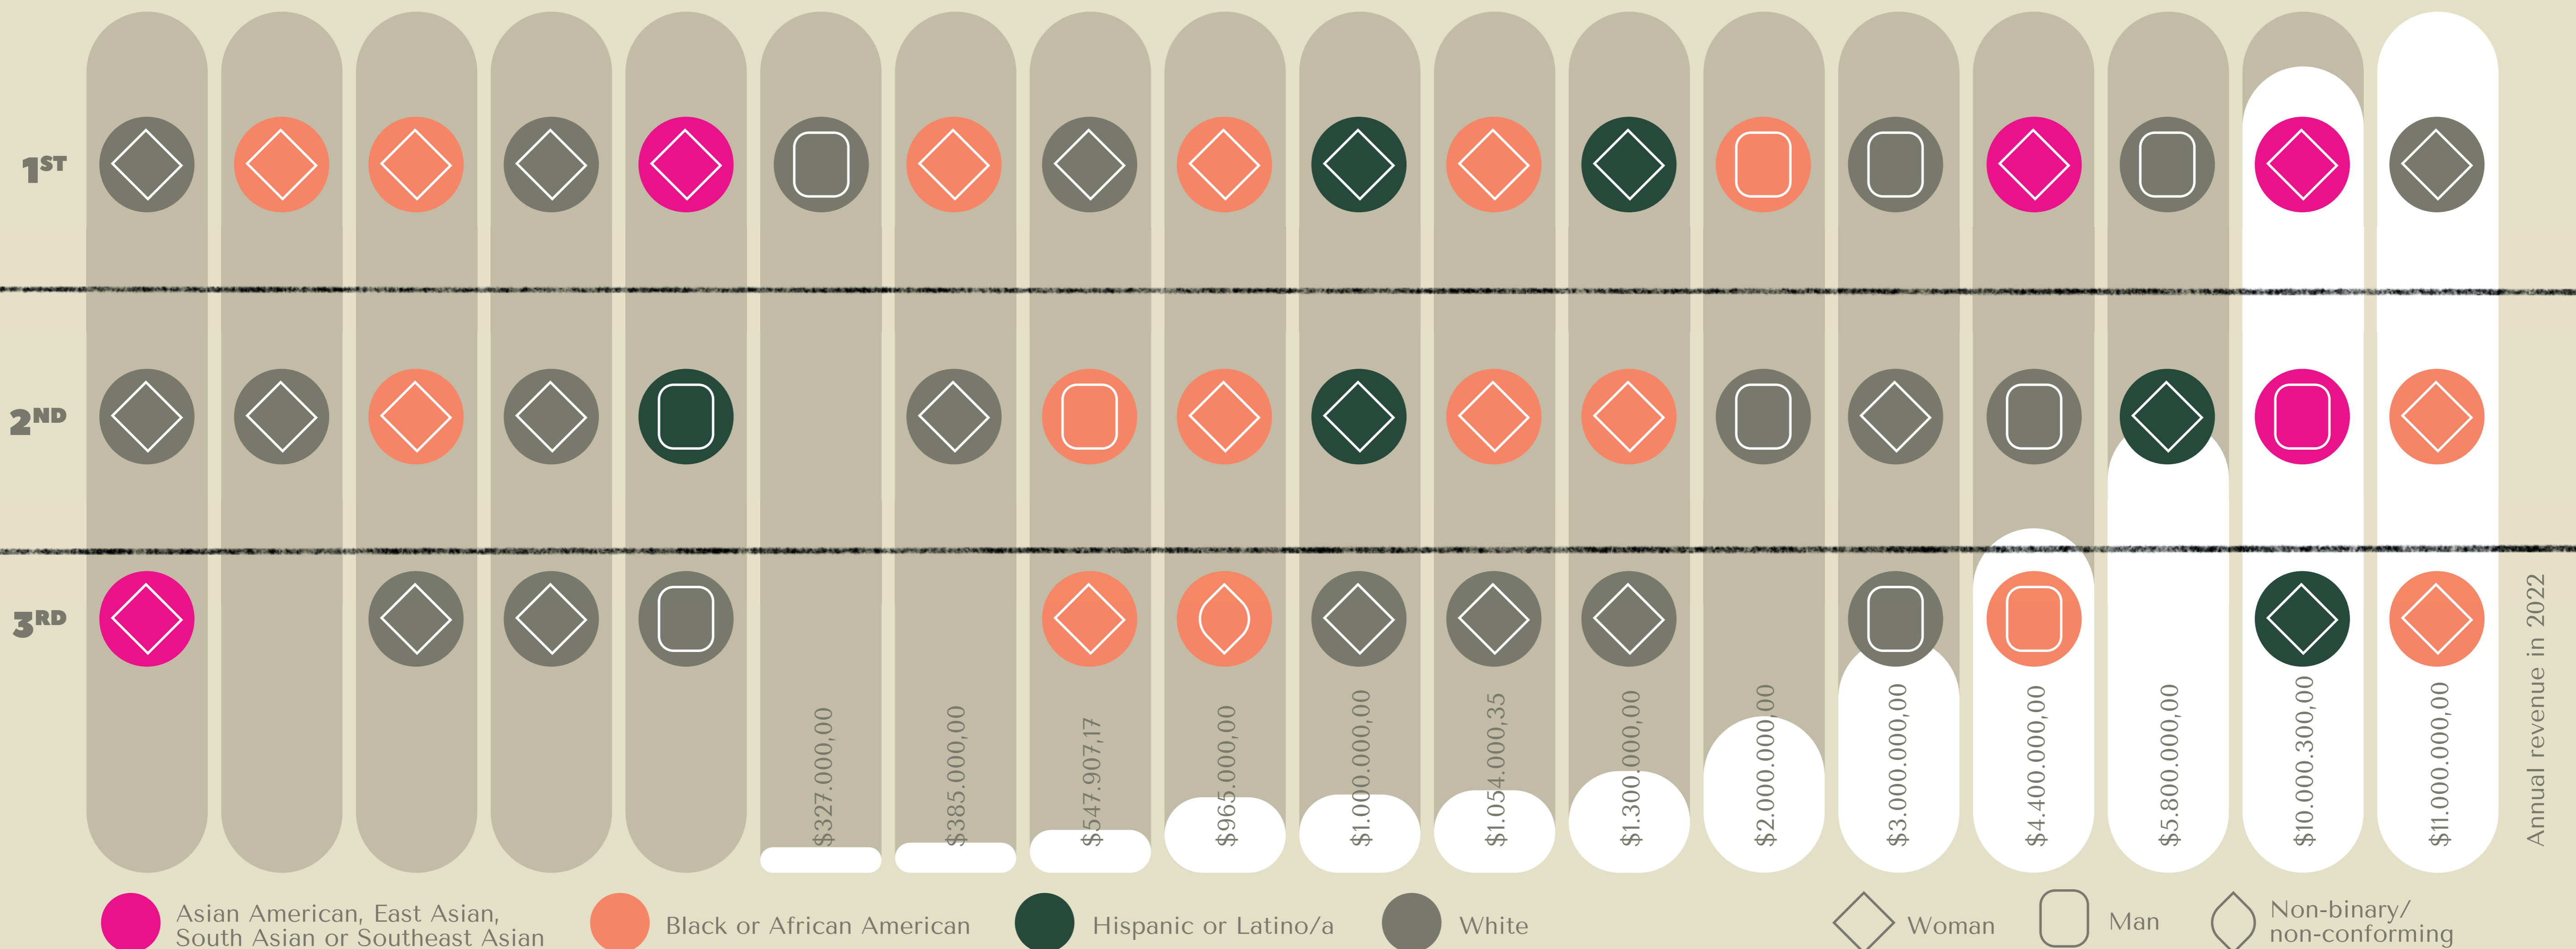 1ST
2ND
3RD
$327.000,00
$385.000,00
$547.907,17
$965.000,00
$1.000.000,00
$1.054.000,35
$1.300.000,00
$2.000.000,00
$3.000.000,00
$4.400.000,00
$5.800.000,00
$10.000.300,00
$11.000.000,00
Annual revenue in 2022
Asian American, East Asian,
South Asian or Southeast Asian
Black or African American
Hispanic or Latino/a
White
Woman
Man
Non-binary/
non-conforming